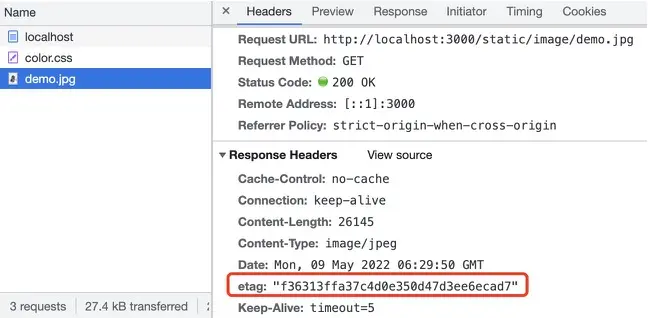 Name
localhost
color.css
demo.jpg
3 requests 27.4 kB transferred
Headers Preview Response Initiator Timing Cookies
Request URL: http://localhost:3000/static/image/demo.jpg
Request Method: GET
Status Code: 200 OK
Remote Address: [::1]:3000
Referrer Policy: strict-origin-when-cross-origin
Response Headers View source
Cache-Control: no-cache
Connection: keep-alive
Content-Length: 26145
Content-Type: image/jpeg
Date: Mon, 09 May 2022 06:29:50 GMT
etag: "f36313ffa37c4d0e350d47d3ee6ecad7"
Keep-Alive: timeout=5